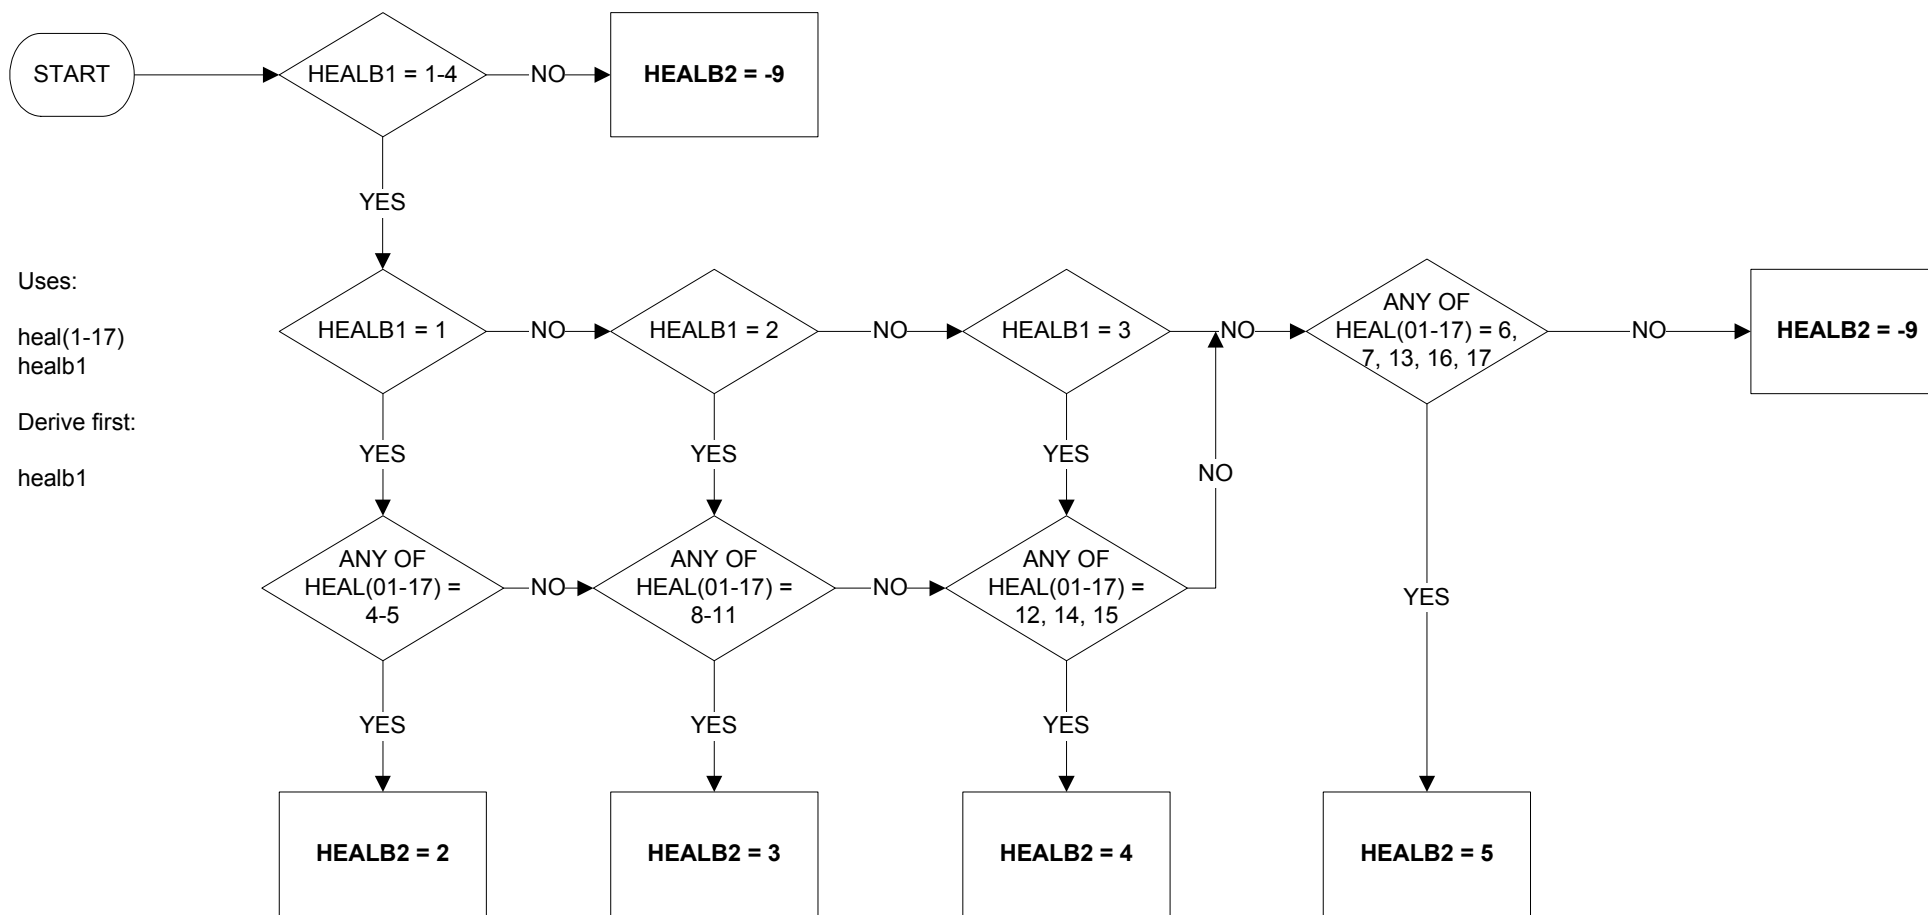 START
HEALB1 = 1-4
NO
HEALB2 = -9
YES
Uses:
heal(1-17)
healb1
Derive first:
healb1
HEALB1 = 1
NO
HEALB1 = 2
NO
HEALB1 = 3
NO
ANY OF
HEAL(01-17) = 6,
7, 13, 16, 17
NO
HEALB2 = -9
YES
YES
YES
NO
ANY OF
HEAL(01-17) =
4-5
NO
ANY OF
HEAL(01-17) =
8-11
NO
ANY OF
HEAL(01-17) =
12, 14, 15
YES
YES
YES
YES
HEALB2 = 2
HEALB2 = 3
HEALB2 = 4
HEALB2 = 5